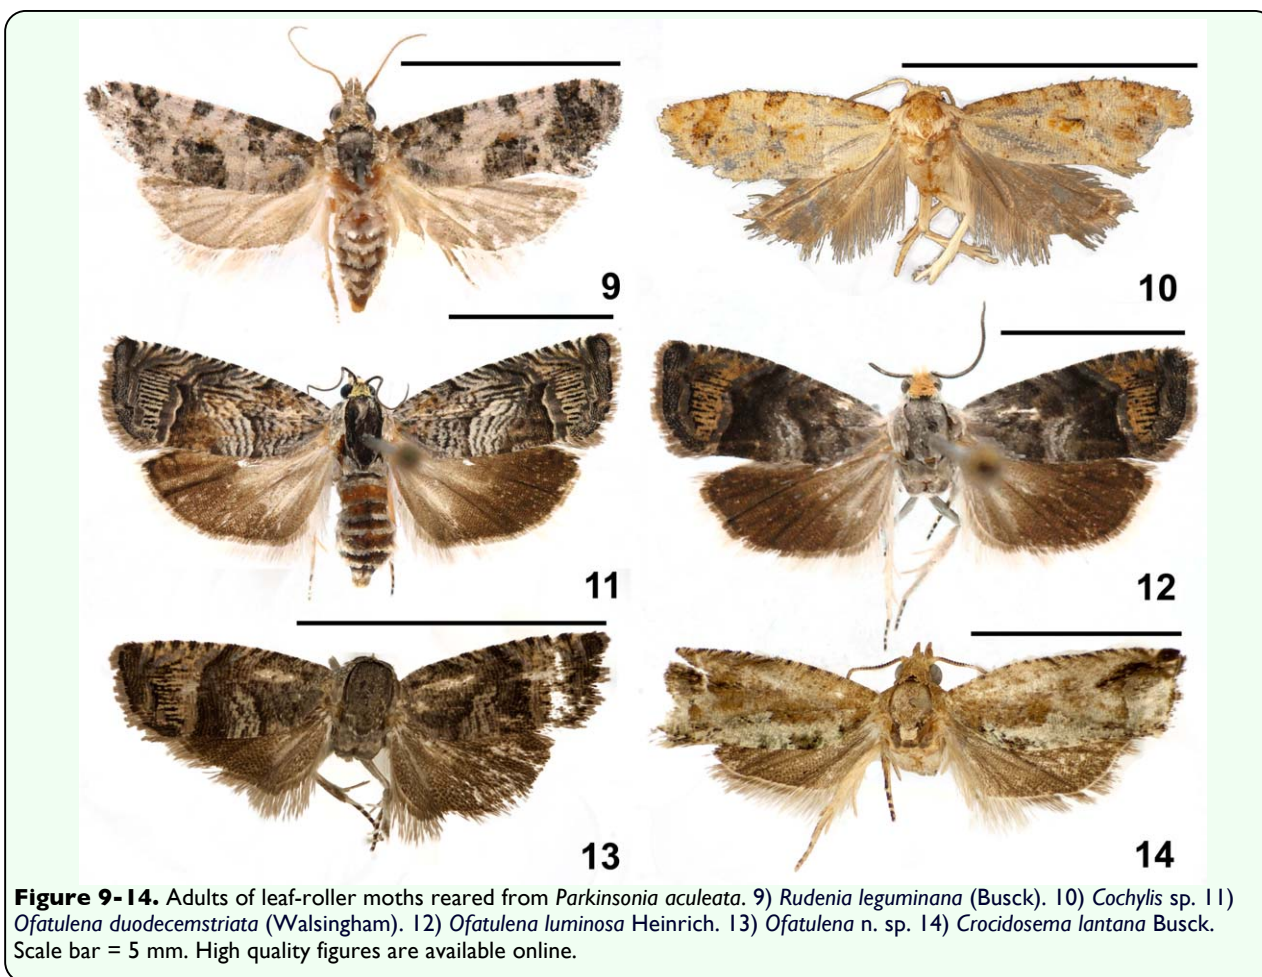 9
10
11
12
13
14
Figure 9-14. Adults of leaf-roller moths reared from Parkinsonia aculeata. 9) Rudenia leguminana (Busck). 10) Cochylis sp. 11)
Ofatulena duodecemstriata (Walsingham). 12) Ofatulena luminosa Heinrich. 13) Ofatulena n. sp. 14) Crocidosema lantana Busck.
Scale bar = 5 mm. High quality figures are available online.